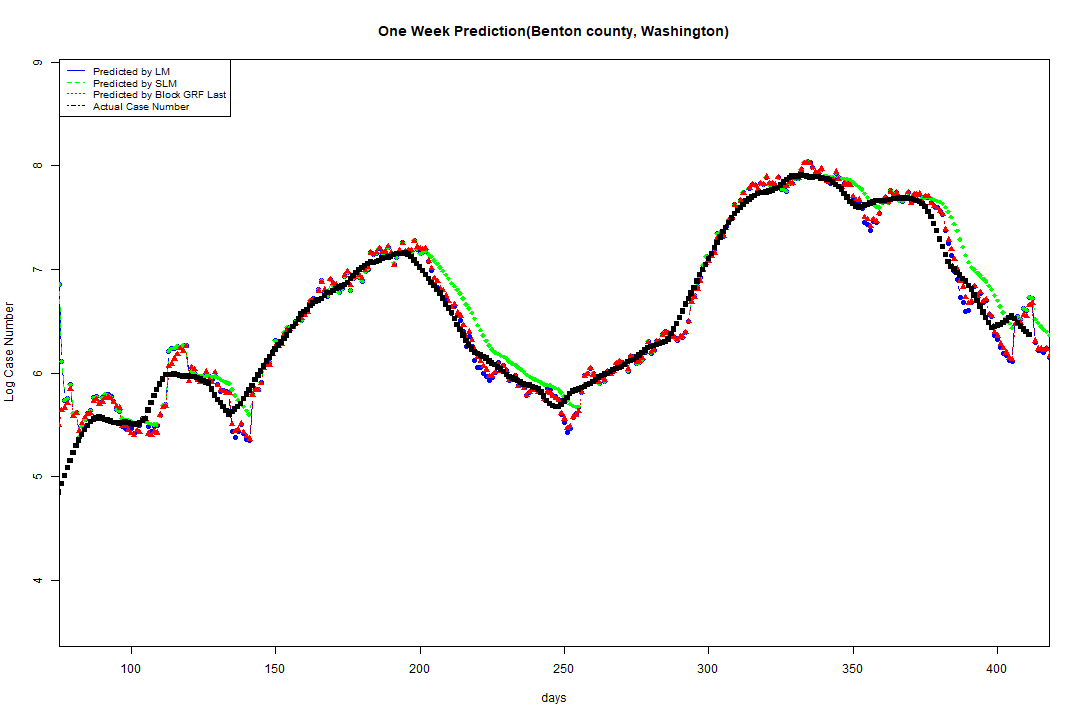 One Week Prediction(Benton county, Washington)
9
Predicted by LM
Predicted by SLM
Predicted by Block GRF Last
Actual Case Number
8
7
6
5
4
Log Case Number
100 150 200 250 300 350 400
days